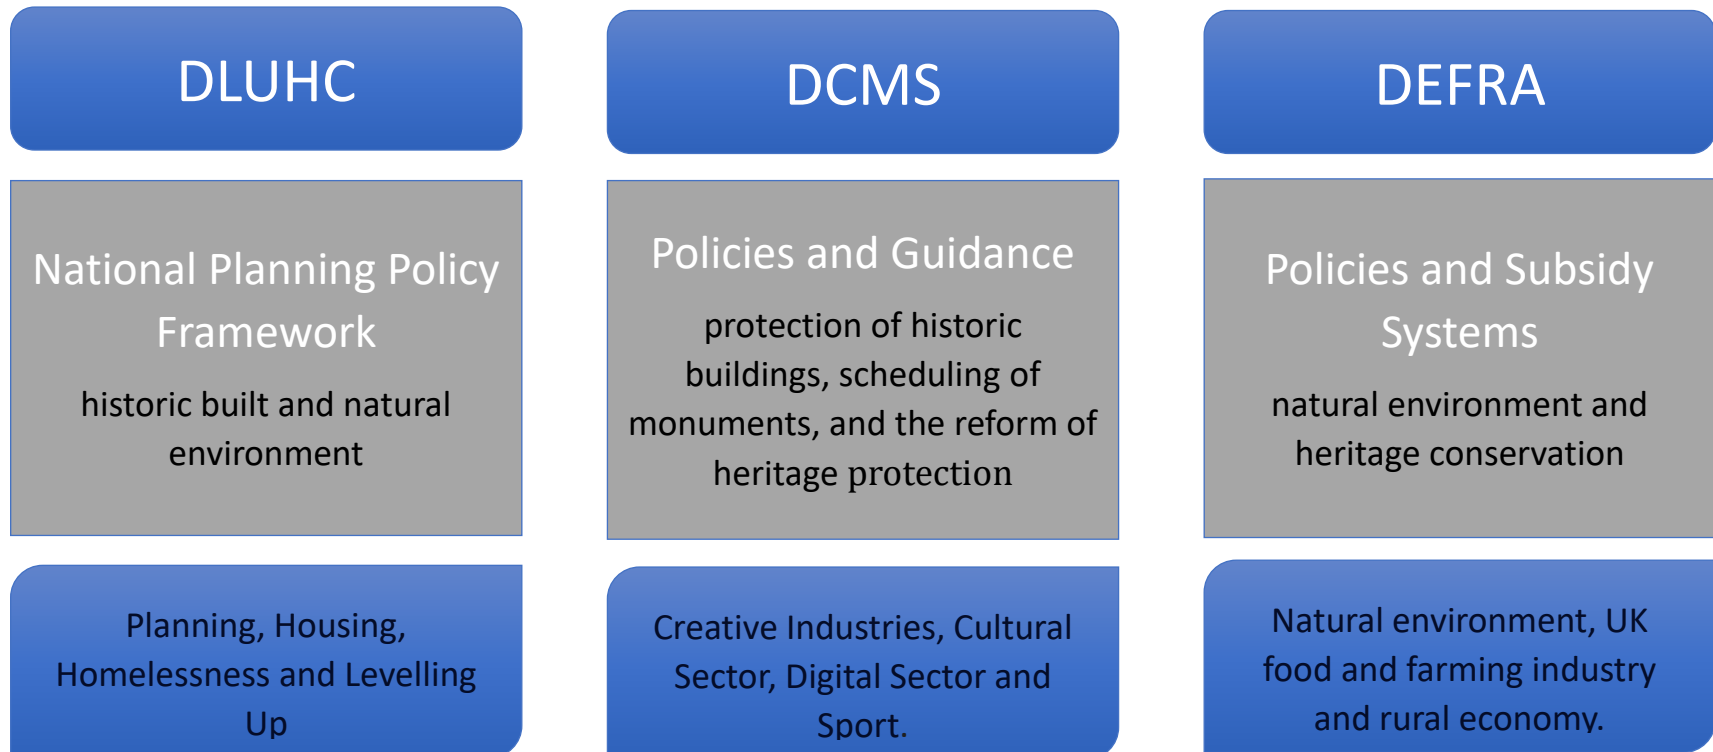 DLUHC
National Planning Policy
Framework
historic built and natural
environment
Planning, Housing,
Homelessness and Levelling
Up
DCMS
Policies and Guidance
protection of historic
buildings, scheduling of
monuments, and the reform of
heritage protection
Creative Industries, Cultural
Sector, Digital Sector and
Sport.
DEFRA
Policies and Subsidy
Systems
natural environment and
heritage conservation
Natural environment, UK
food and farming industry
and rural economy.